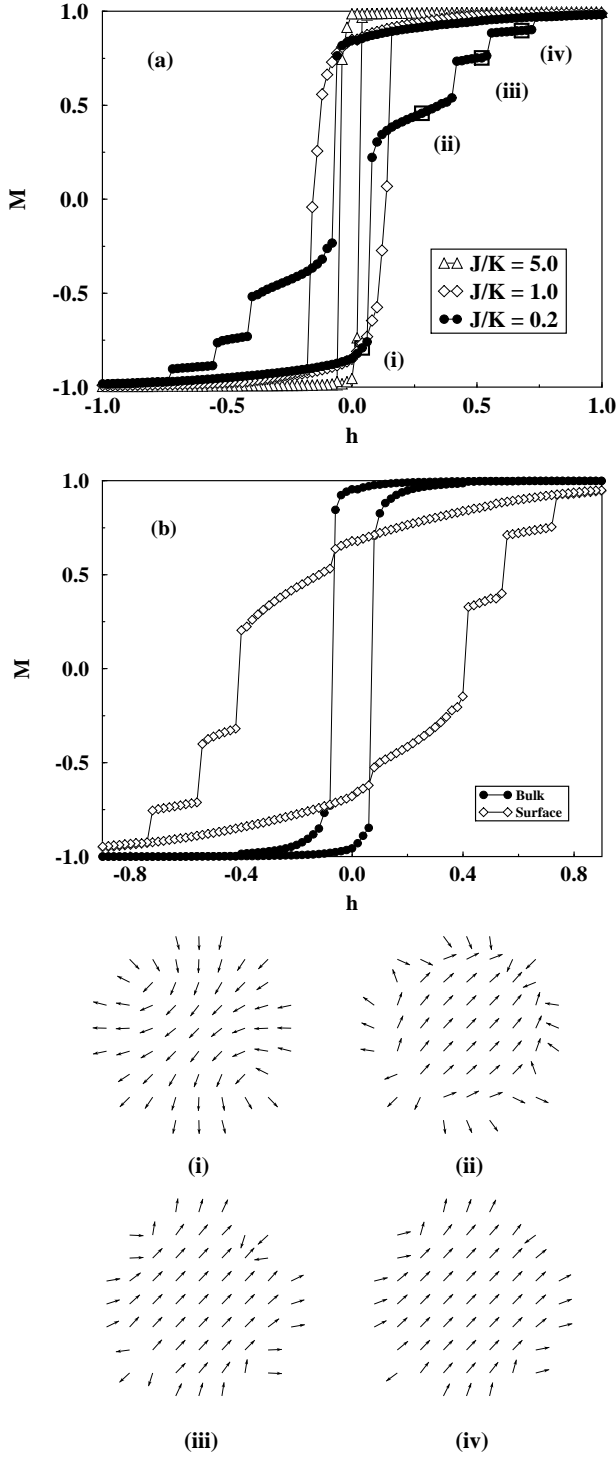 1.0
(a)
(iv)
0.5
(iii)
(ii)
M
0.0
J/K = 5.0
J/K = 1.0
-0.5
J/K = 0.2
(i)
-1.0
-1.0 -0.5 0.0 0.5 1.0
h
1.0
(b)
0.5
M
0.0
-0.5
Bulk
Surface
-1.0
-0.8 -0.4 0.0 0.4 0.8
h
(i) (ii)
(iii) (iv)